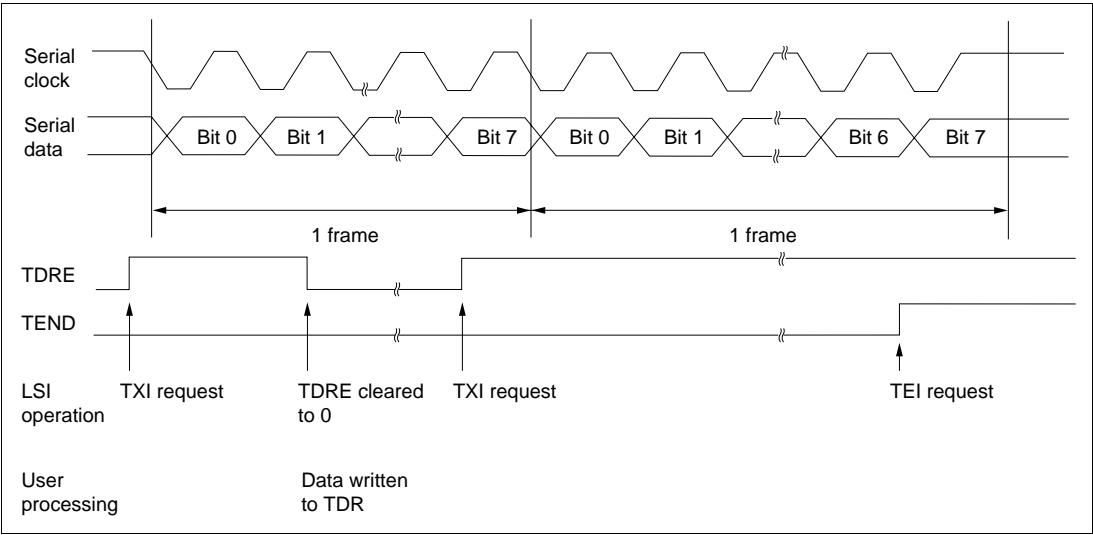 Serial
clock
Serial
data
Bit 0
Bit 1
Bit 7
Bit 0
Bit 1
Bit 6
Bit 7
1 frame
1 frame
TDRE
TEND
LSI
operation
TXI request
TDRE cleared
to 0
TXI request
TEI request
User
processing
Data written
to TDR